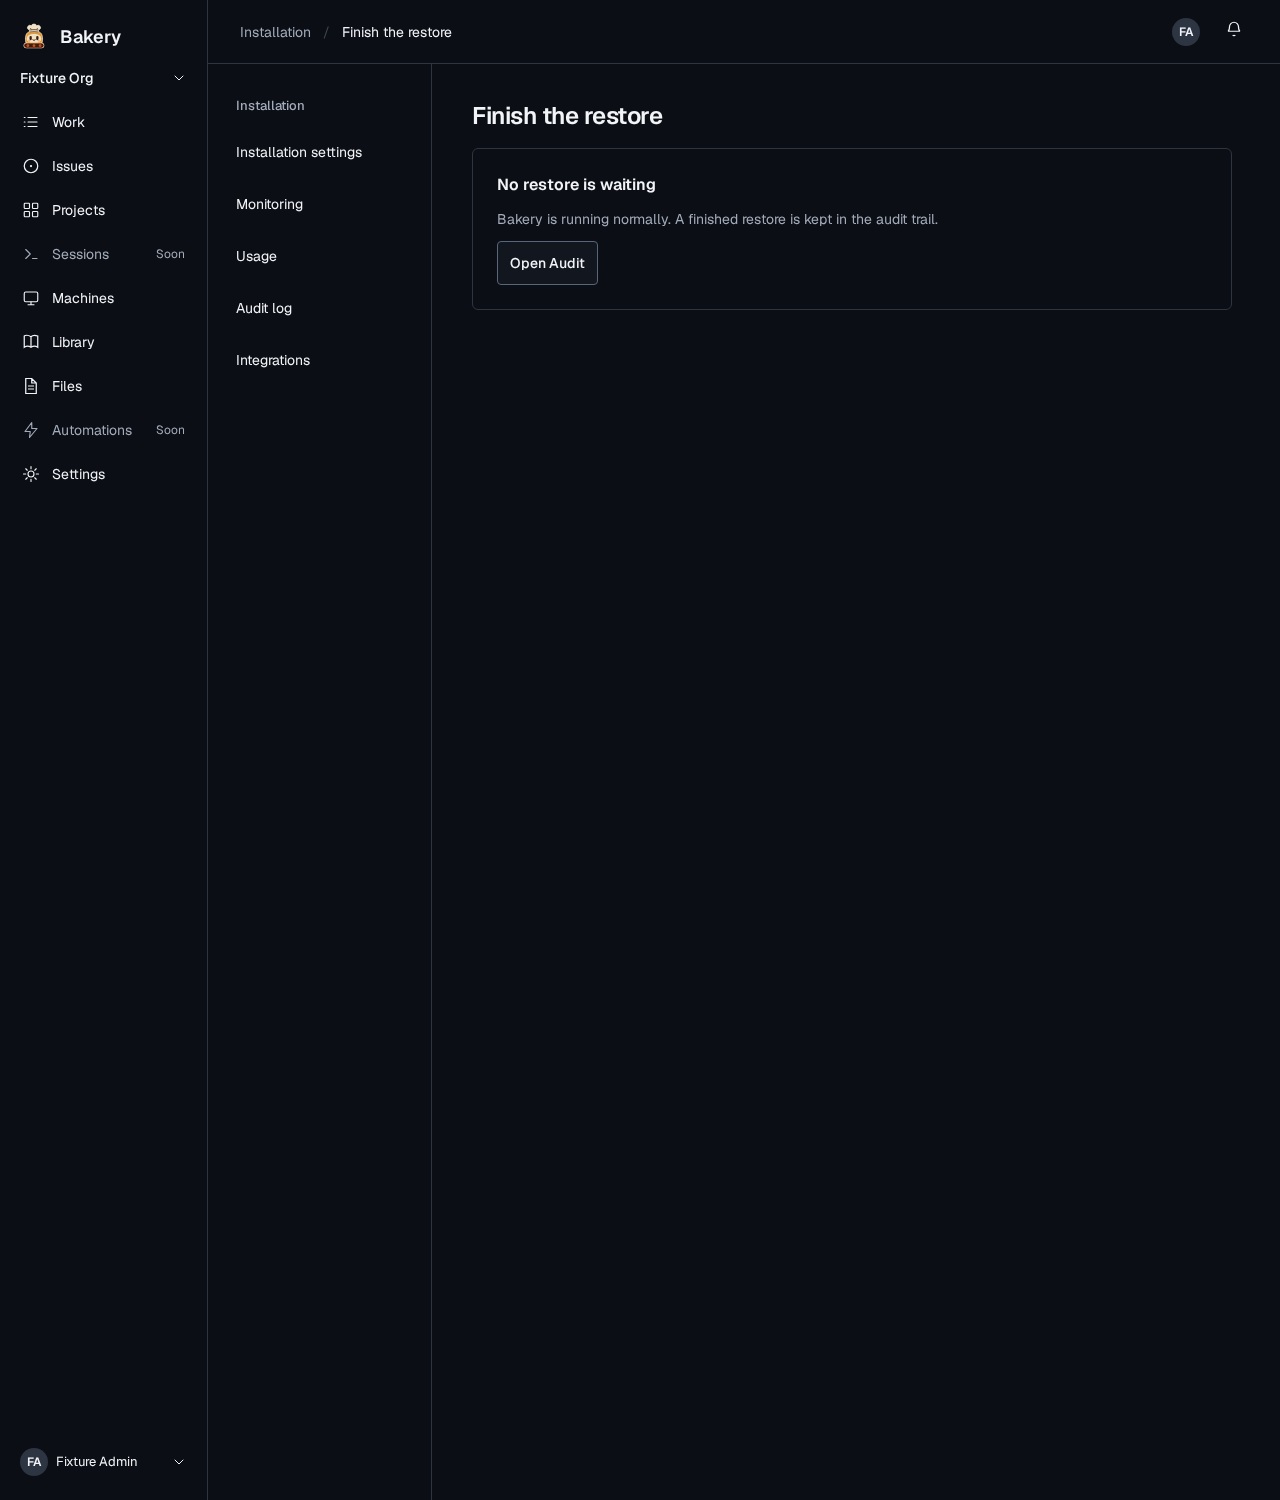 Bakery
Fixture Org
Work
Issues
Projects
Sessions Soon
Machines
Library
Files
Automations Soon
Settings
FA Fixture Admin
Installation / Finish the restore
FA
Installation
Installation settings
Monitoring
Usage
Audit log
Integrations
Finish the restore
No restore is waiting
Bakery is running normally. A finished restore is kept in the audit trail.
Open Audit